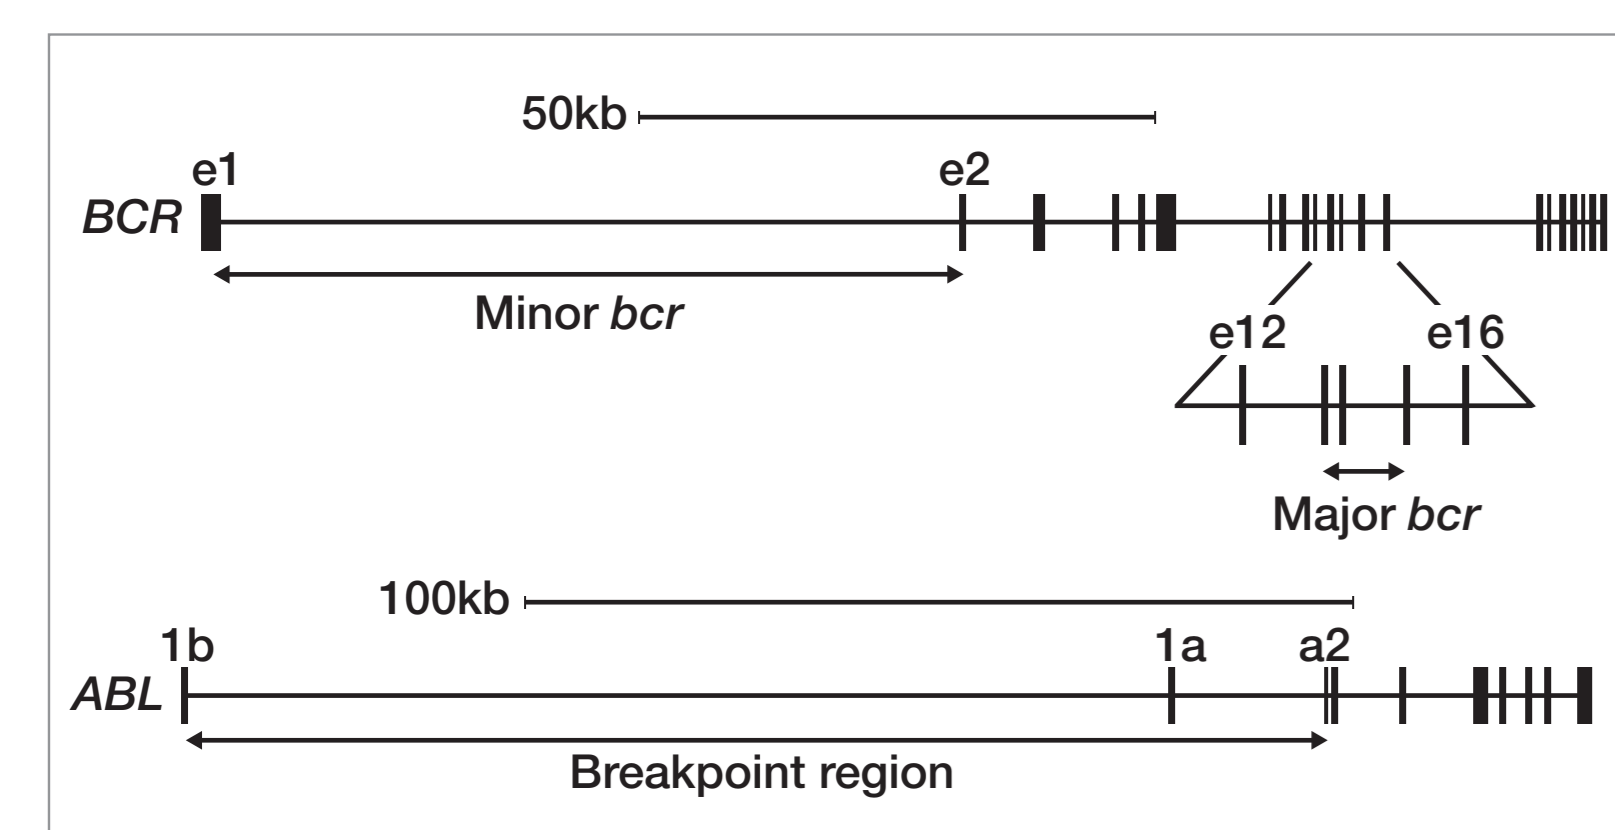 50kb
e1 e2
BCR
Minor bcr
e12 e16
Major bcr
100kb
1b 1a a2
ABL
Breakpoint region